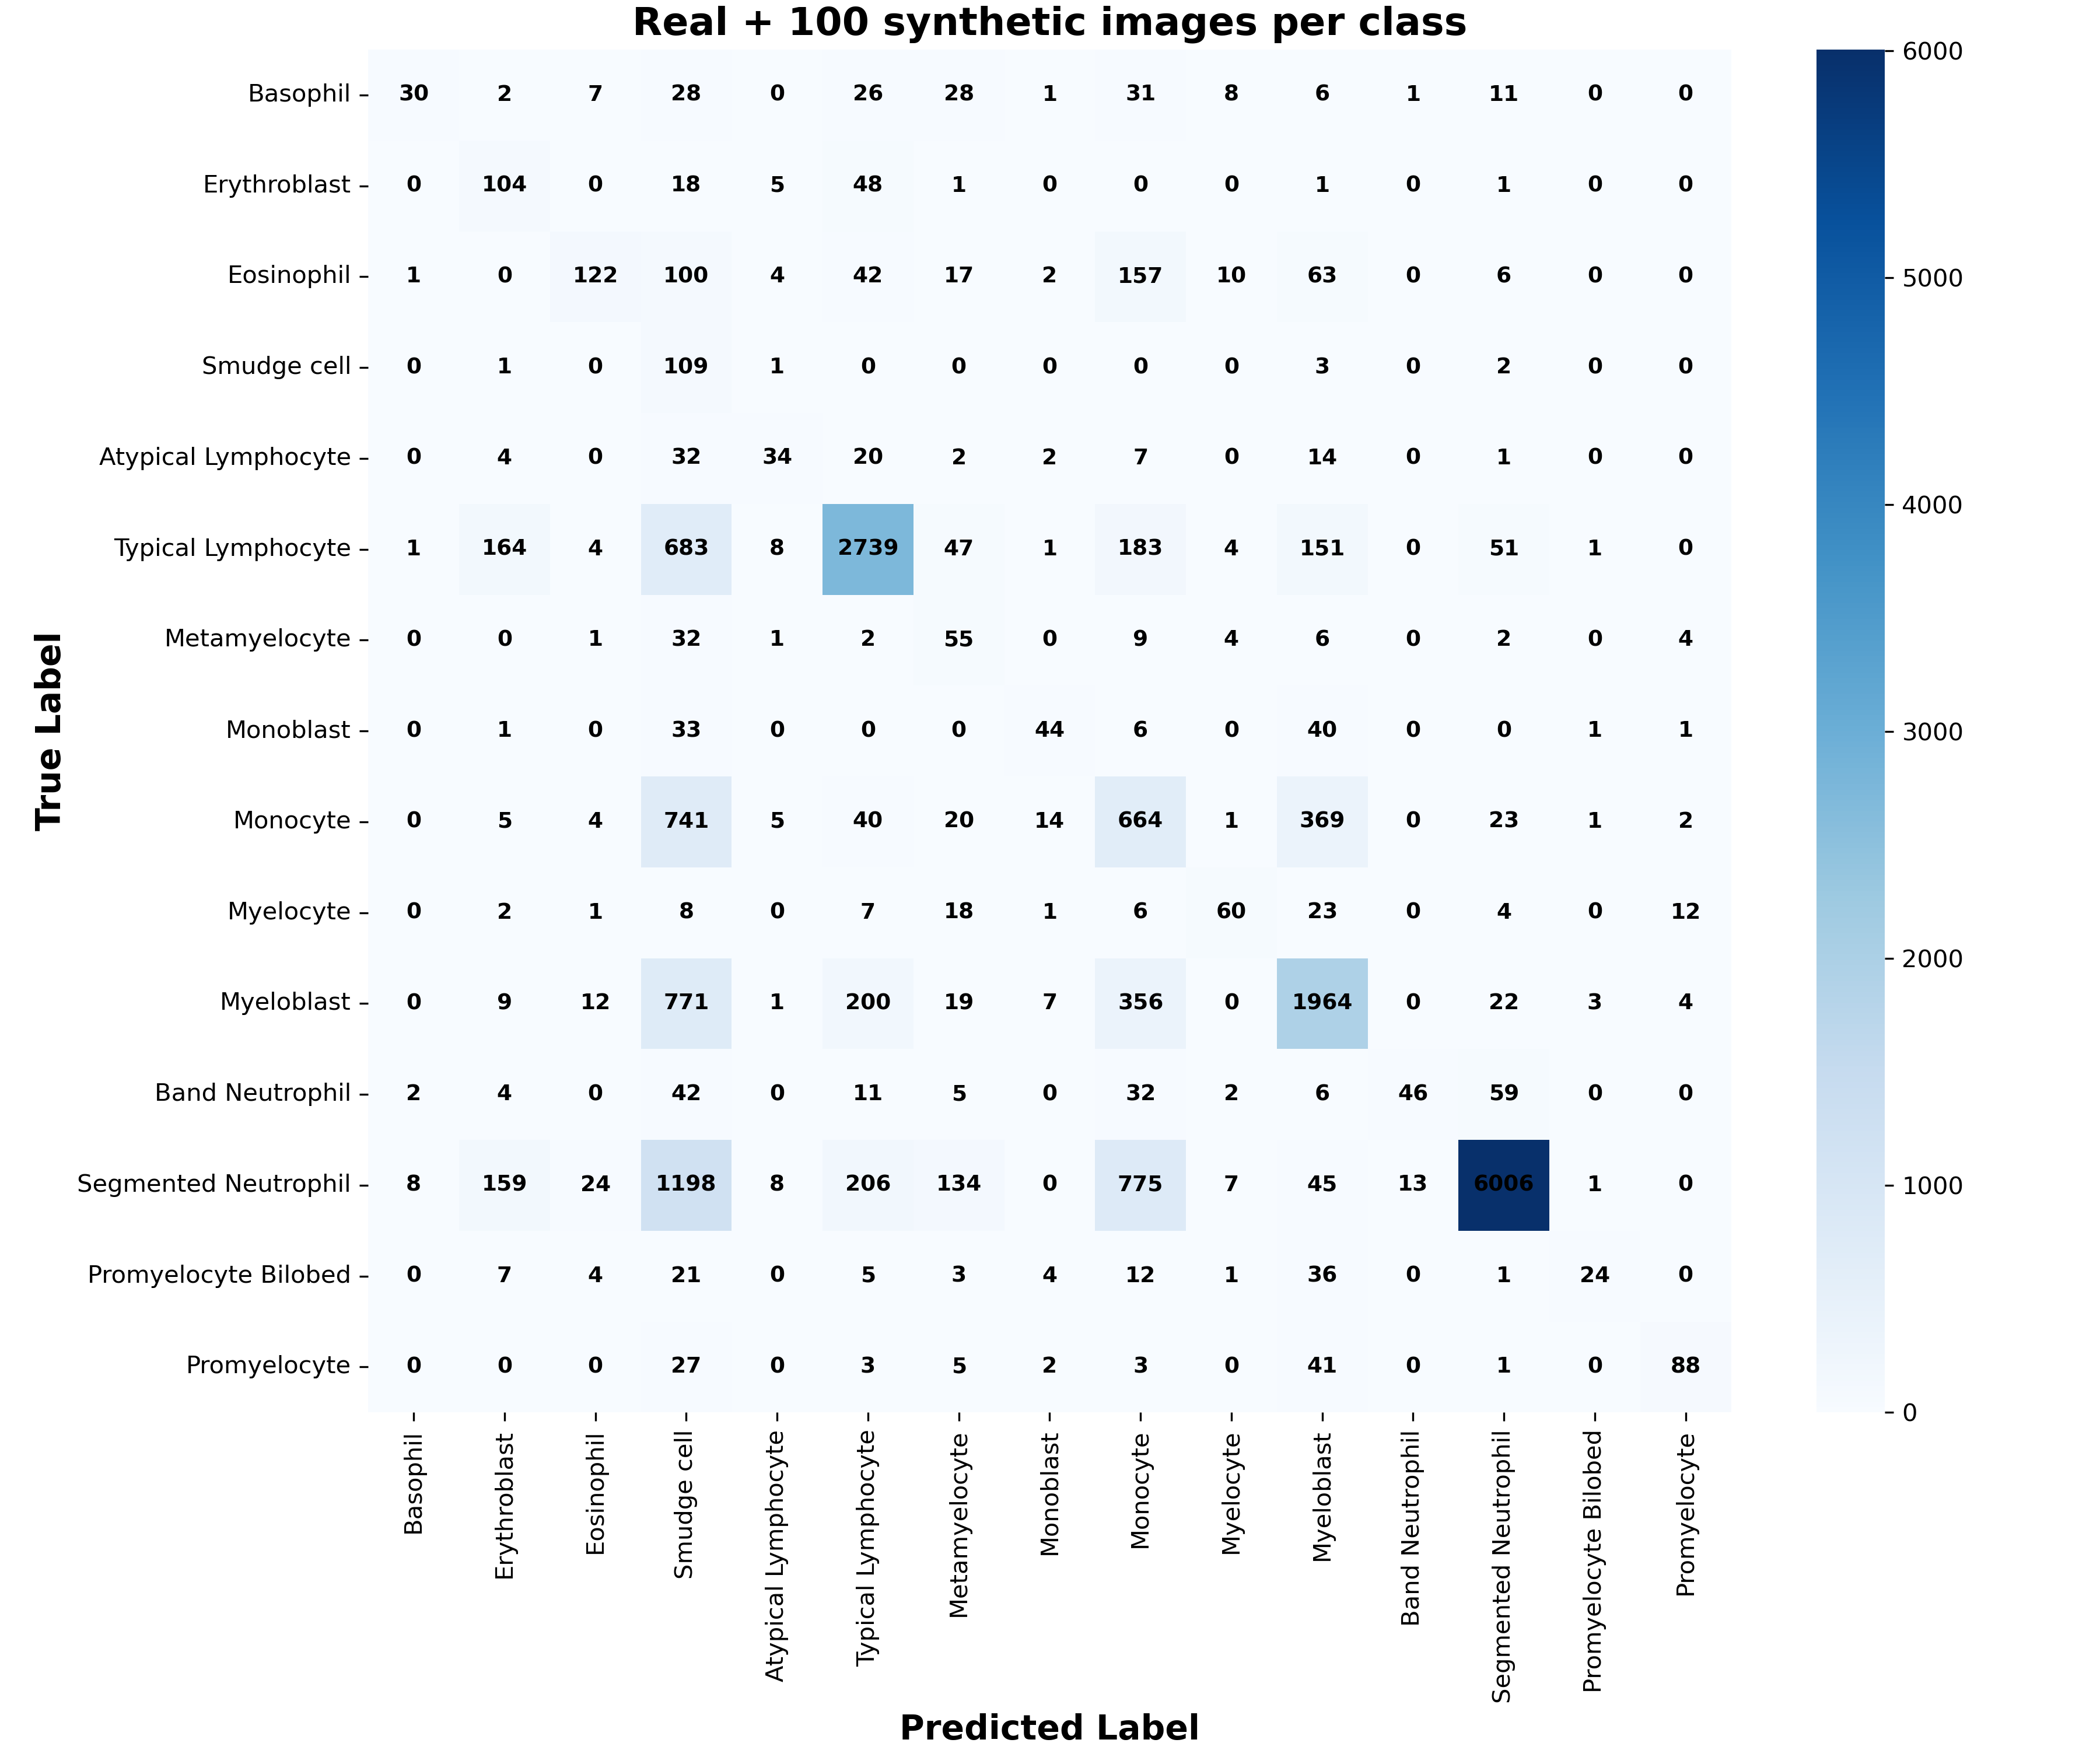 Real + 100 synthetic images per class
True Label
Basophil 30 2 7 28 0 26 28 1 31 8 6 1 11 0 0
Erythroblast 0 104 0 18 5 48 1 0 0 0 1 0 1 0 0
Eosinophil 1 0 122 100 4 42 17 2 157 10 63 0 6 0 0
Smudge cell 0 1 0 109 1 0 0 0 0 0 3 0 2 0 0
Atypical Lymphocyte 0 4 0 32 34 20 2 2 7 0 14 0 1 0 0
Typical Lymphocyte 1 164 4 683 8 2739 47 1 183 4 151 0 51 1 0
Metamyelocyte 0 0 1 32 1 2 55 0 9 4 6 0 2 0 4
Monoblast 0 1 0 33 0 0 0 44 6 0 40 0 0 1 1
Monocyte 0 5 4 741 5 40 20 14 664 1 369 0 23 1 2
Myelocyte 0 2 1 8 0 7 18 1 6 60 23 0 4 0 12
Myeloblast 0 9 12 771 1 200 19 7 356 0 1964 0 22 3 4
Band Neutrophil 2 4 0 42 0 11 5 0 32 2 6 46 59 0 0
Segmented Neutrophil 8 159 24 1198 8 206 134 0 775 7 45 13 6006 1 0
Promyelocyte Bilobed 0 7 4 21 0 5 3 4 12 1 36 0 1 24 0
Promyelocyte 0 0 0 27 0 3 5 2 3 0 41 0 1 0 88
Basophil
Erythroblast
Eosinophil
Smudge cell
Atypical Lymphocyte
Typical Lymphocyte
Metamyelocyte
Monoblast
Monocyte
Myelocyte
Myeloblast
Band Neutrophil
Segmented Neutrophil
Promyelocyte Bilobed
Promyelocyte
Predicted Label
6000
5000
4000
3000
2000
1000
0